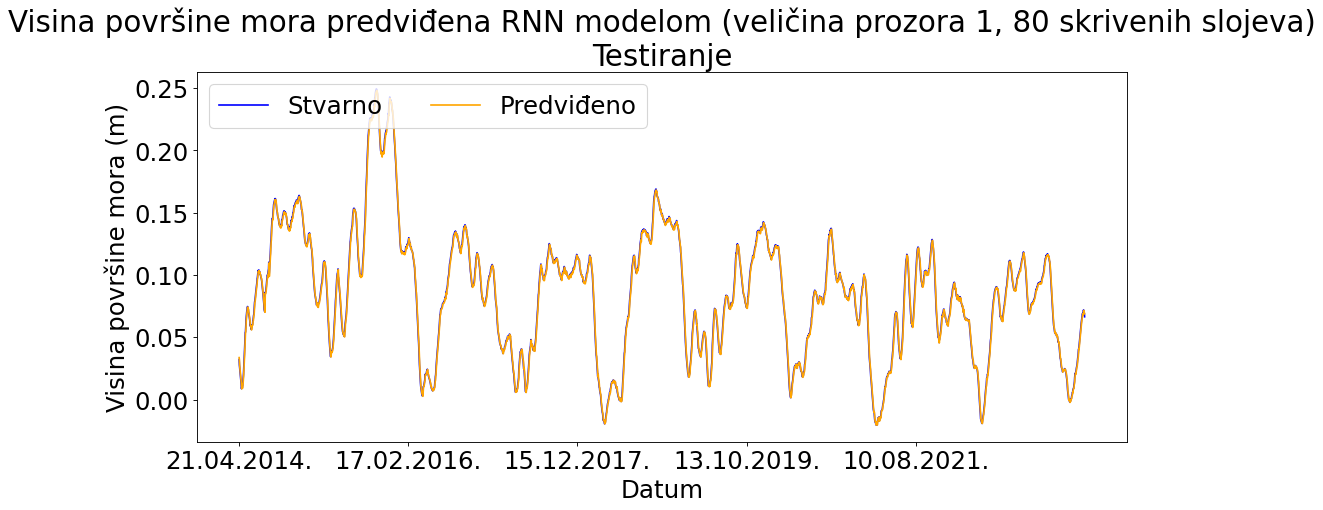 Visina površine mora predviđena RNN modelom (veličina prozora 1, 80 skrivenih slojeva)
Testiranje
Stvarno Predviđeno
Visina površine mora (m)
0.25
0.20
0.15
0.10
0.05
0.00
21.04.2014. 17.02.2016. 15.12.2017. 13.10.2019. 10.08.2021.
Datum